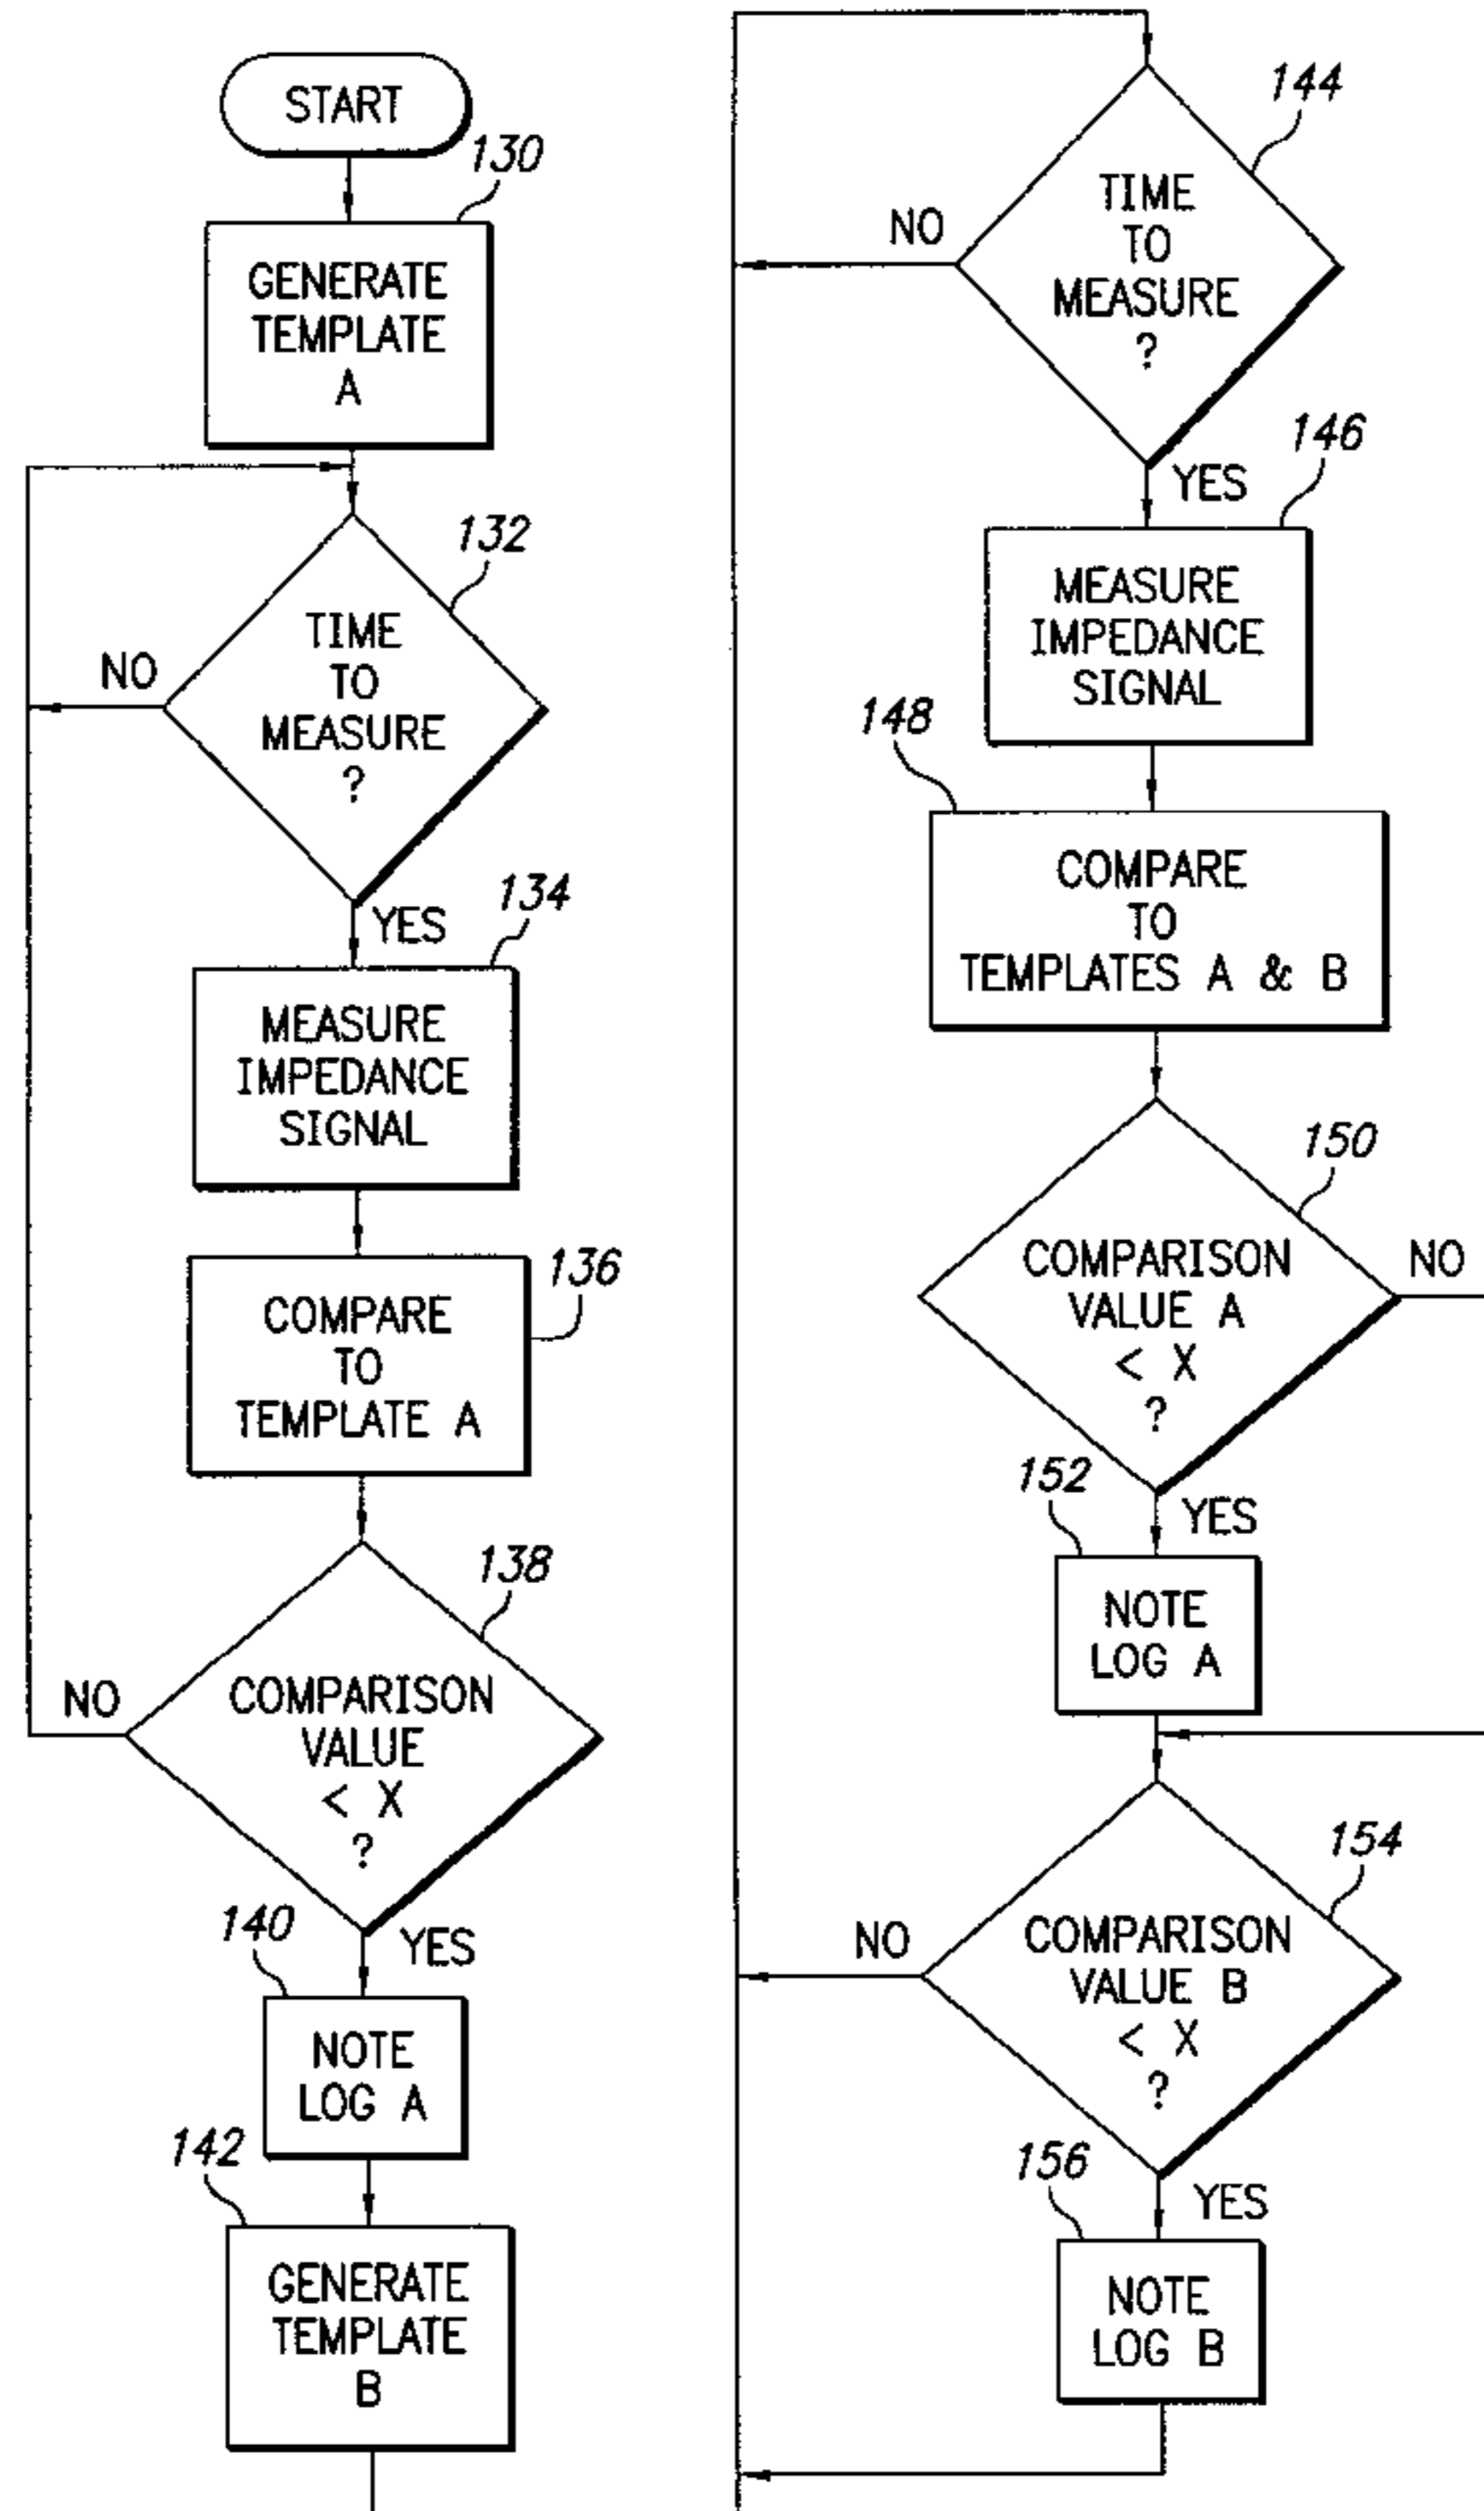 START
130
GENERATE
TEMPLATE
A
132
TIME
TO
MEASURE
?
NO
YES
134
MEASURE
IMPEDANCE
SIGNAL
136
COMPARE
TO
TEMPLATE A
138
COMPARISON
VALUE
< X
?
NO
YES
140
NOTE
LOG A
142
GENERATE
TEMPLATE
B
144
TIME
TO
MEASURE
?
NO
YES
146
MEASURE
IMPEDANCE
SIGNAL
148
COMPARE
TO
TEMPLATES A & B
150
COMPARISON
VALUE A
< X
?
NO
YES
152
NOTE
LOG A
154
COMPARISON
VALUE B
< X
?
NO
YES
156
NOTE
LOG B